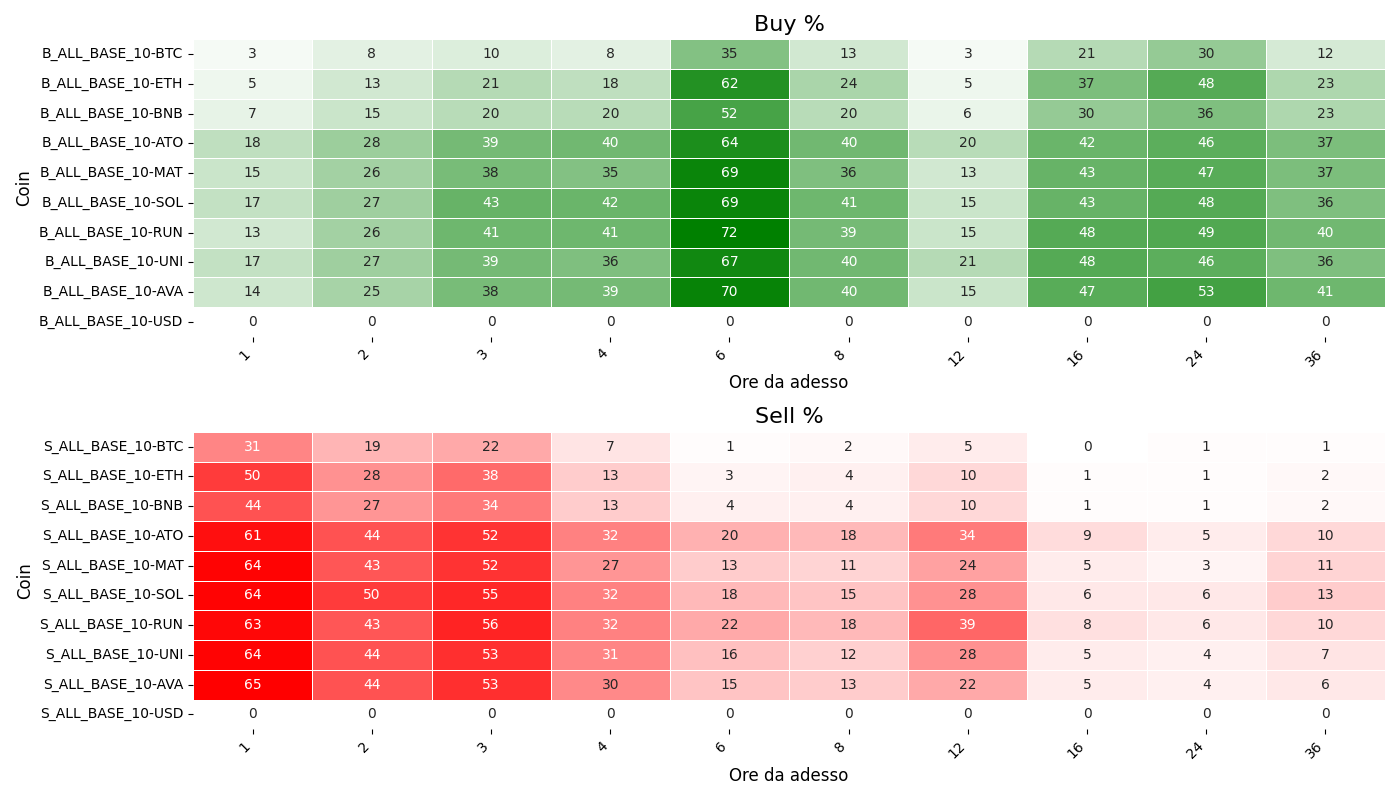 Buy %
Coin
B_ALL_BASE_10-BTC 3 8 10 8 35 13 3 21 30 12
B_ALL_BASE_10-ETH 5 13 21 18 62 24 5 37 48 23
B_ALL_BASE_10-BNB 7 15 20 20 52 20 6 30 36 23
B_ALL_BASE_10-ATO 18 28 39 40 64 40 20 42 46 37
B_ALL_BASE_10-MAT 15 26 38 35 69 36 13 43 47 37
B_ALL_BASE_10-SOL 17 27 43 42 69 41 15 43 48 36
B_ALL_BASE_10-RUN 13 26 41 41 72 39 15 48 49 40
B_ALL_BASE_10-UNI 17 27 39 36 67 40 21 48 46 36
B_ALL_BASE_10-AVA 14 25 38 39 70 40 15 47 53 41
B_ALL_BASE_10-USD 0 0 0 0 0 0 0 0 0 0
1 2 3 4 6 8 12 16 24 36
Ore da adesso
Sell %
Coin
S_ALL_BASE_10-BTC 31 19 22 7 1 2 5 0 1 1
S_ALL_BASE_10-ETH 50 28 38 13 3 4 10 1 1 2
S_ALL_BASE_10-BNB 44 27 34 13 4 4 10 1 1 2
S_ALL_BASE_10-ATO 61 44 52 32 20 18 34 9 5 10
S_ALL_BASE_10-MAT 64 43 52 27 13 11 24 5 3 11
S_ALL_BASE_10-SOL 64 50 55 32 18 15 28 6 6 13
S_ALL_BASE_10-RUN 63 43 56 32 22 18 39 8 6 10
S_ALL_BASE_10-UNI 64 44 53 31 16 12 28 5 4 7
S_ALL_BASE_10-AVA 65 44 53 30 15 13 22 5 4 6
S_ALL_BASE_10-USD 0 0 0 0 0 0 0 0 0 0
1 2 3 4 6 8 12 16 24 36
Ore da adesso